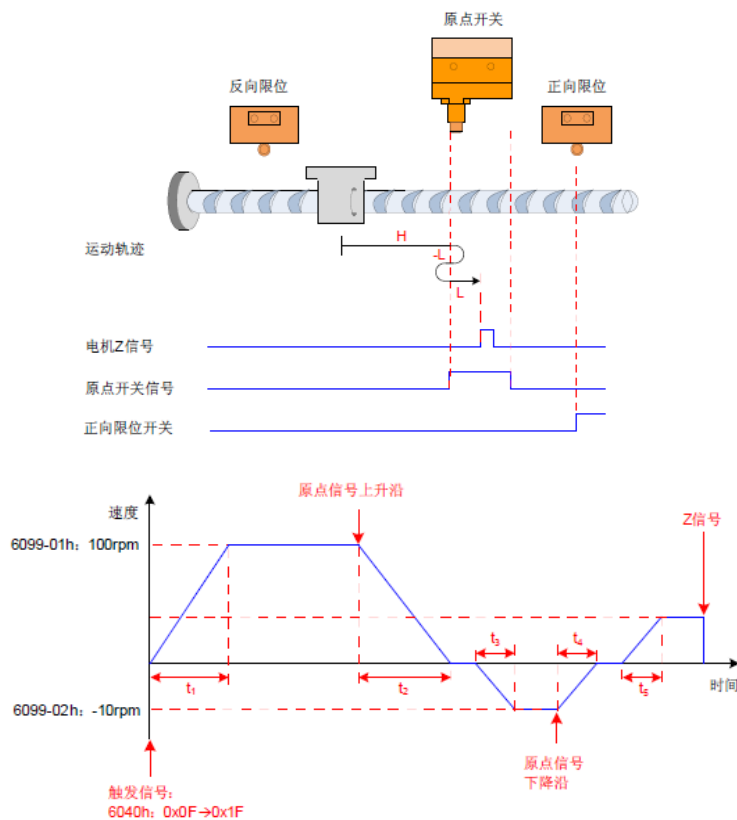 原点开关
反向限位
正向限位
运动轨迹
H
-L
L
电机Z信号
原点开关信号
正向限位开关
原点信号上升沿
速度
Z信号
6099-01h：100rpm
t3
t4
t1
t2
t5
时间
6099-02h：-10rpm
原点信号
下降沿
触发信号：
6040h：0x0F→0x1F